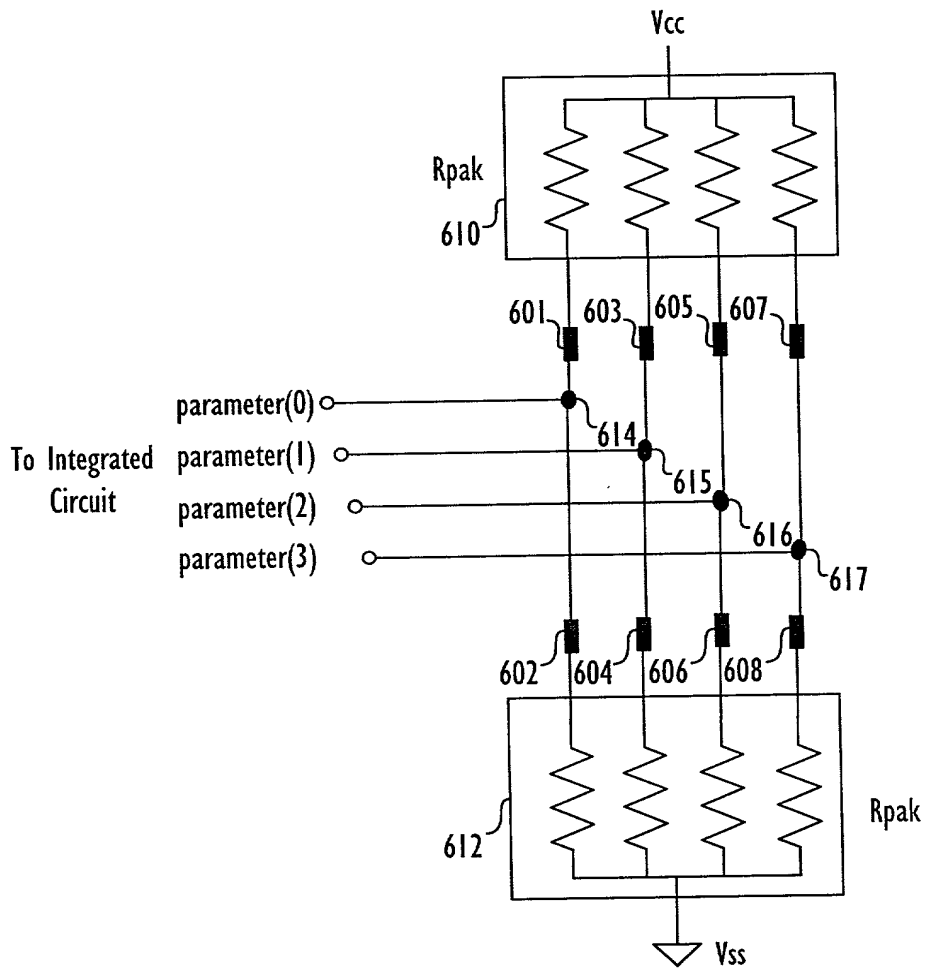 Vcc
Rpak
610
601
603
605
607
parameter(0)
614
To Integrated
Circuit
parameter(1)
615
parameter(2)
616
parameter(3)
617
602
604
606
608
612
Rpak
Vss